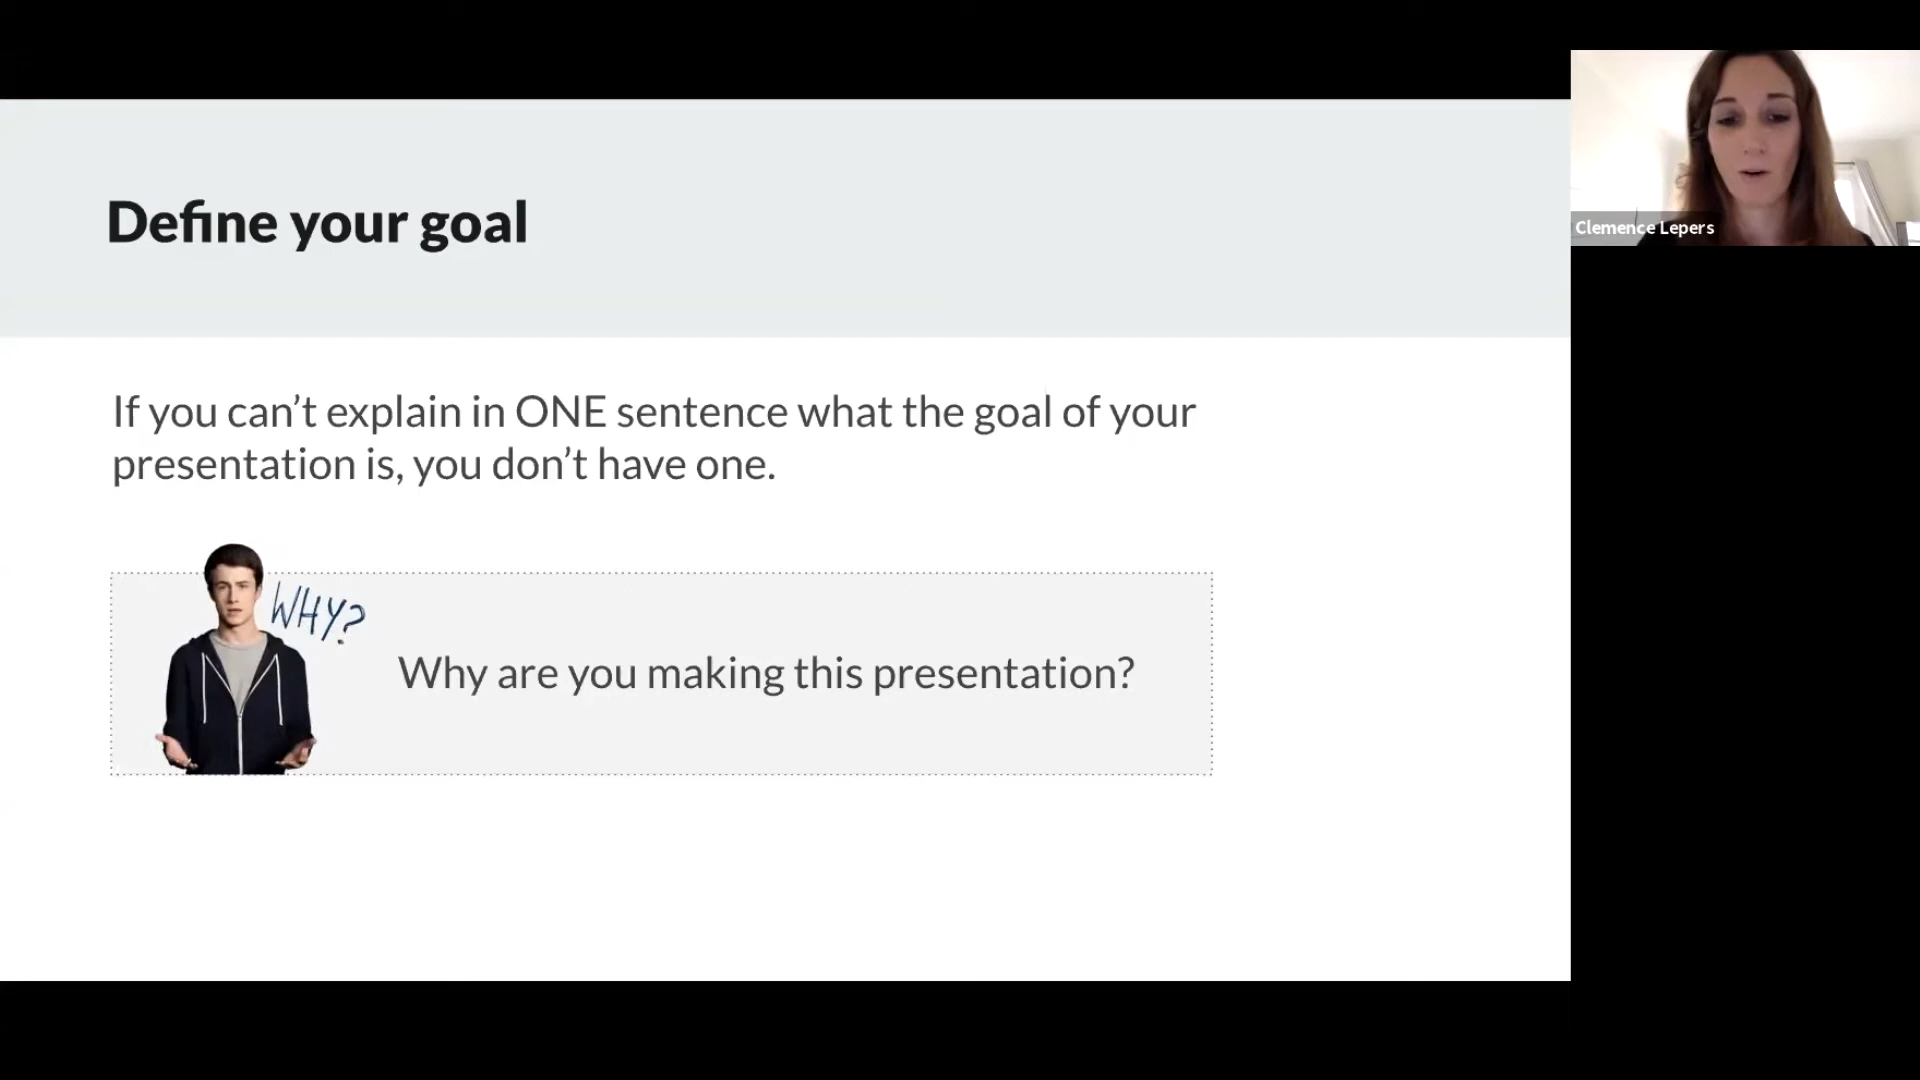 Define your goal
If you can’t explain in ONE sentence what the goal of your
presentation is, you don’t have one.
WHY?
Why are you making this presentation?
Clemence Lepers